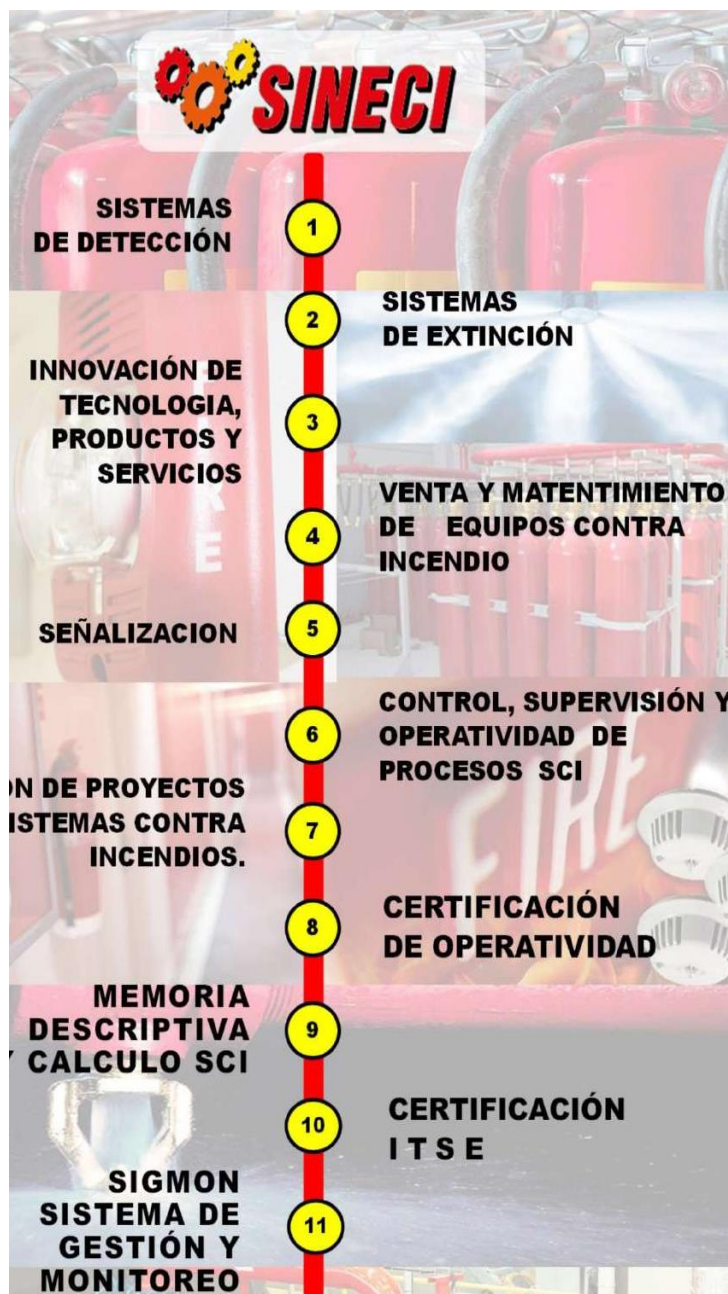 SINECI
SISTEMAS
DE DETECCIÓN
1
2
SISTEMAS
DE EXTINCIÓN
INNOVACIÓN DE
TECNOLOGIA,
PRODUCTOS Y
SERVICIOS
3
VENTA Y MATENTIMIENTO
DE EQUIPOS CONTRA
INCENDIO
4
SEÑALIZACION
5
CONTROL, SUPERVISIÓN Y
OPERATIVIDAD DE
PROCESOS SCI
6
DE PROYECTOS
CONTRA
INCENDIOS.
7
FIRE
CERTIFICACIÓN
DE OPERATIVIDAD
8
MEMORIA
DESCRIPTIVA
Y CALCULO SCI
9
CERTIFICACIÓN
I T S E
10
SIGMON
SISTEMA DE
GESTIÓN Y
MONITOREO
11